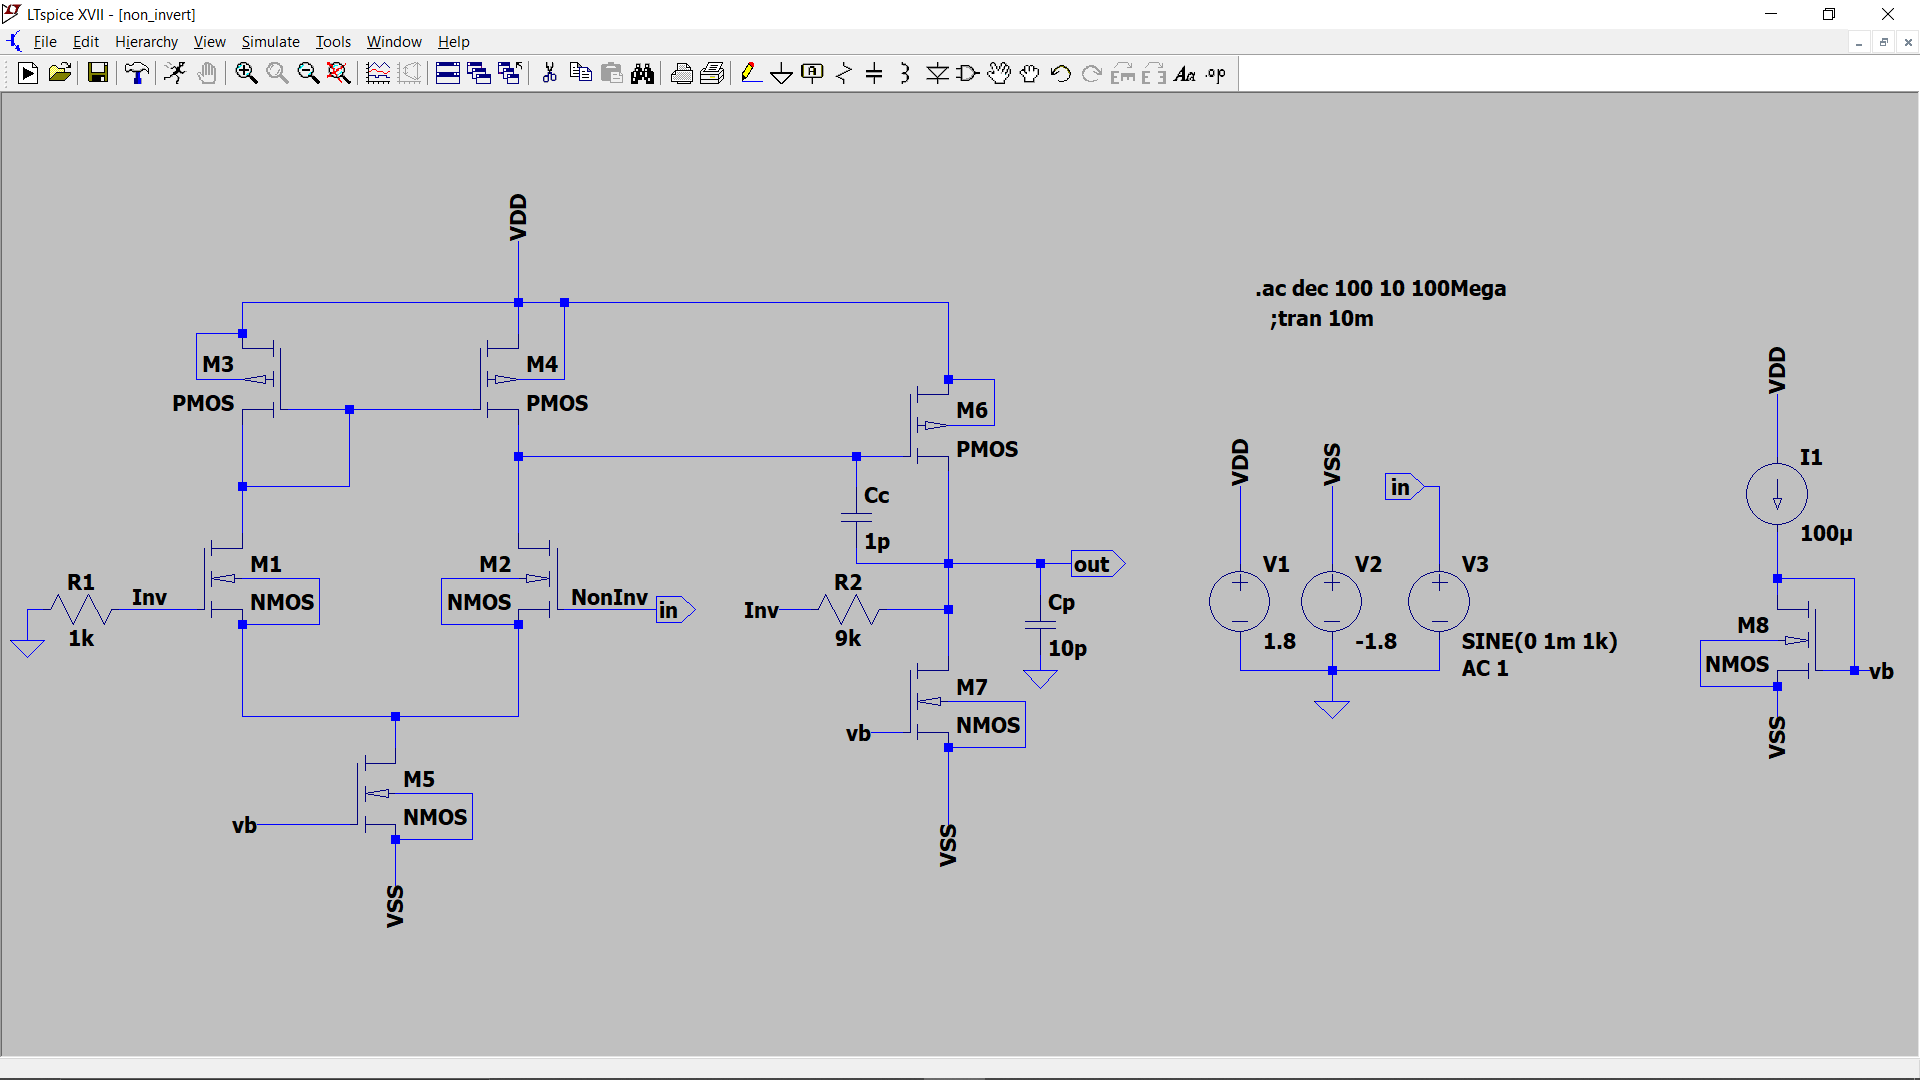 LTspice XVII - [non_invert]
File Edit Hierarchy View Simulate Tools Window Help
VDD
.ac dec 100 10 100Mega
;tran 10m
M3
PMOS
M4
PMOS
M6
PMOS
VDD
VDD
VSS
in
I1
100µ
Cc
1p
out
M1
NMOS
M2
NMOS
NonInv
in
R1
1k
Inv
Inv
R2
9k
Cp
10p
V1
1.8
V2
-1.8
V3
SINE(0 1m 1k)
AC 1
M8
NMOS
vb
VSS
M7
NMOS
vb
VSS
M5
NMOS
vb
VSS